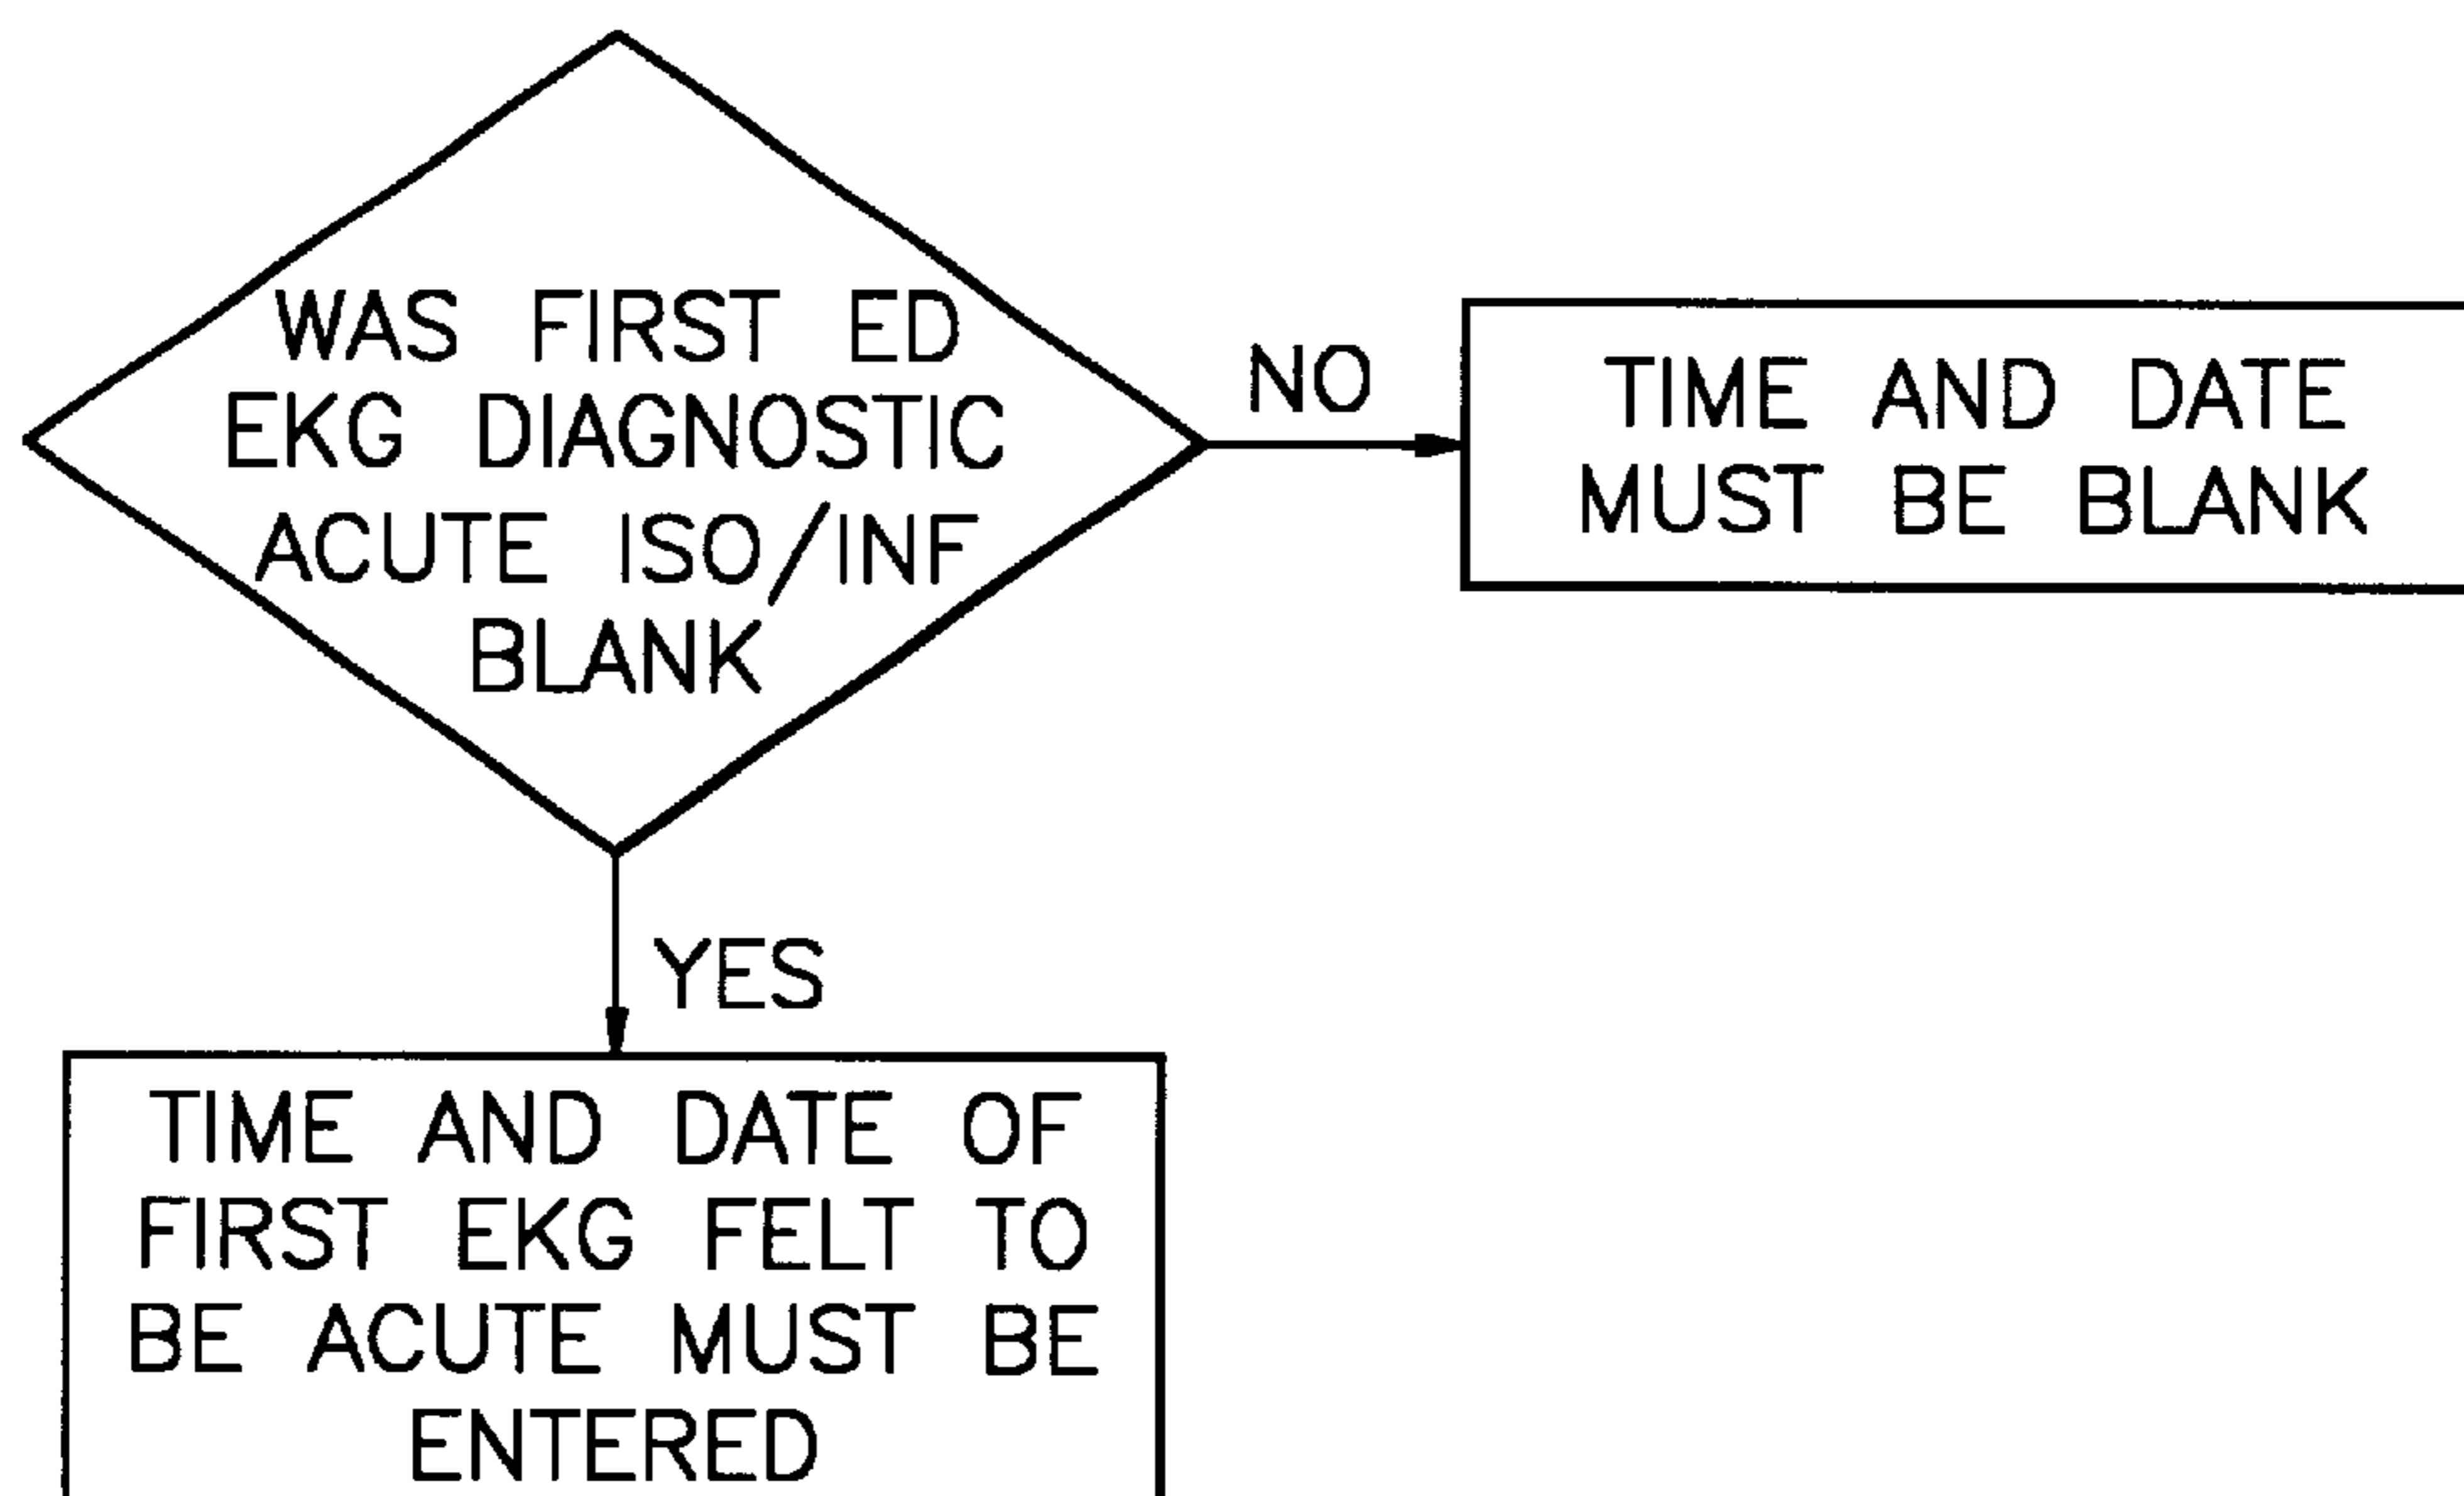 WAS FIRST ED
EKG DIAGNOSTIC
ACUTE ISO/INF
BLANK
NO
TIME AND DATE
MUST BE BLANK
YES
TIME AND DATE OF
FIRST EKG FELT TO
BE ACUTE MUST BE
ENTERED